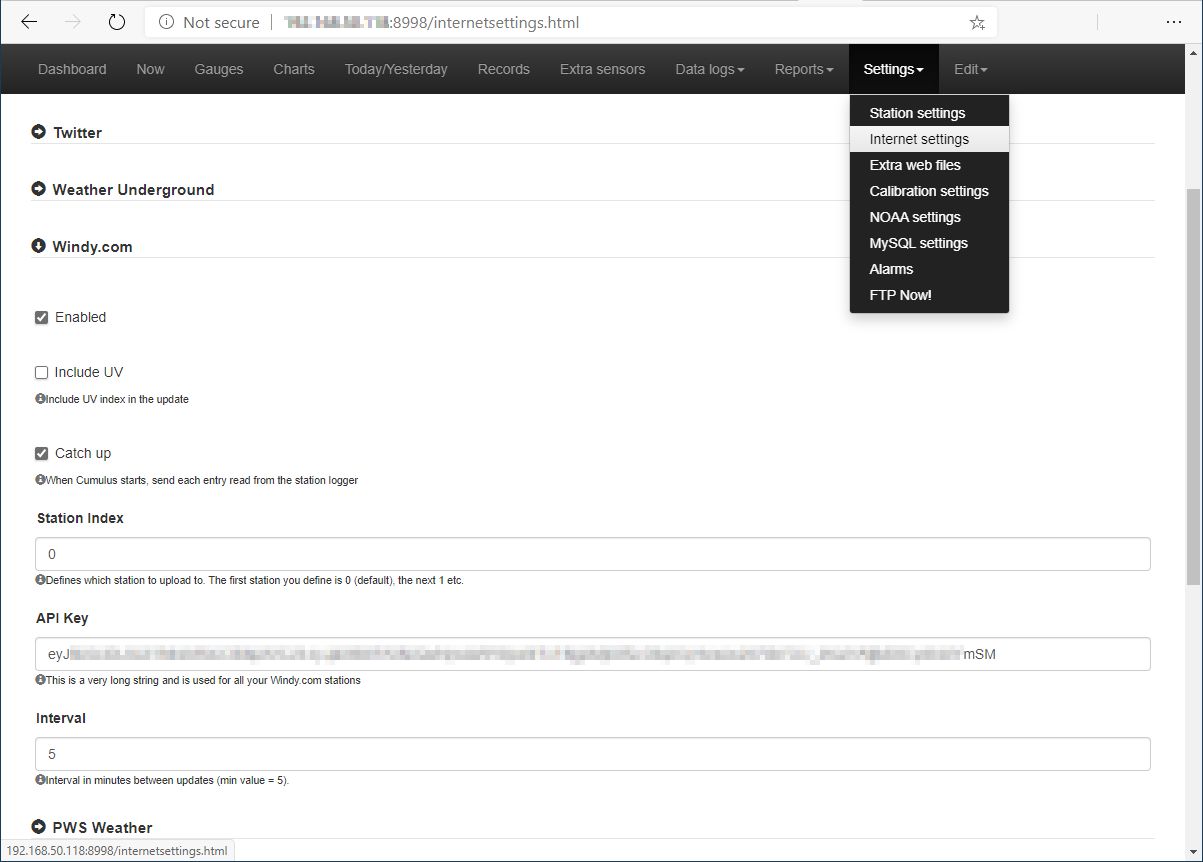 Not secure
:8998/internetsettings.html
Dashboard Now Gauges Charts Today/Yesterday Records Extra sensors Data logs Reports Settings Edit
Station settings
Internet settings
Extra web files
Calibration settings
NOAA settings
MySQL settings
Alarms
FTP Now!
Twitter
Weather Underground
Windy.com
Enabled
Include UV
Include UV index in the update
Catch up
When Cumulus starts, send each entry read from the station logger
Station Index
0
Defines which station to upload to. The first station you define is 0 (default), the next 1 etc.
API Key
eyJ mSM
This is a very long string and is used for all your Windy.com stations
Interval
5
Interval in minutes between updates (min value = 5).
PWS Weather
192.168.50.118:8998/internetsettings.html